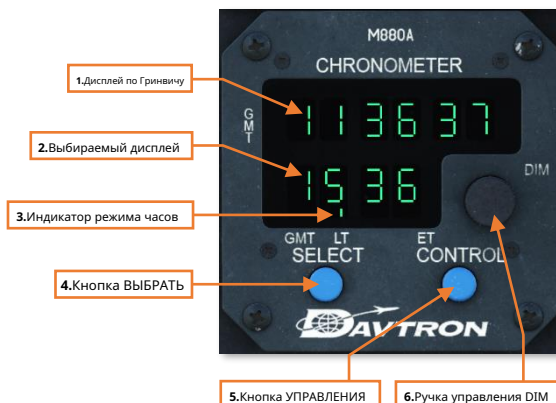 M880A
CHRONOMETER
1.Дисплей по Гринвичу
GMT
11 36 37
2.Выбираемый дисплей
DIM
15 36
3.Индикатор режима часов
GMT LT ET
SELECT CONTROL
4.Кнопка ВЫБРАТЬ
DAVTRON
5.Кнопка УПРАВЛЕНИЯ
6.Ручка управления DIM